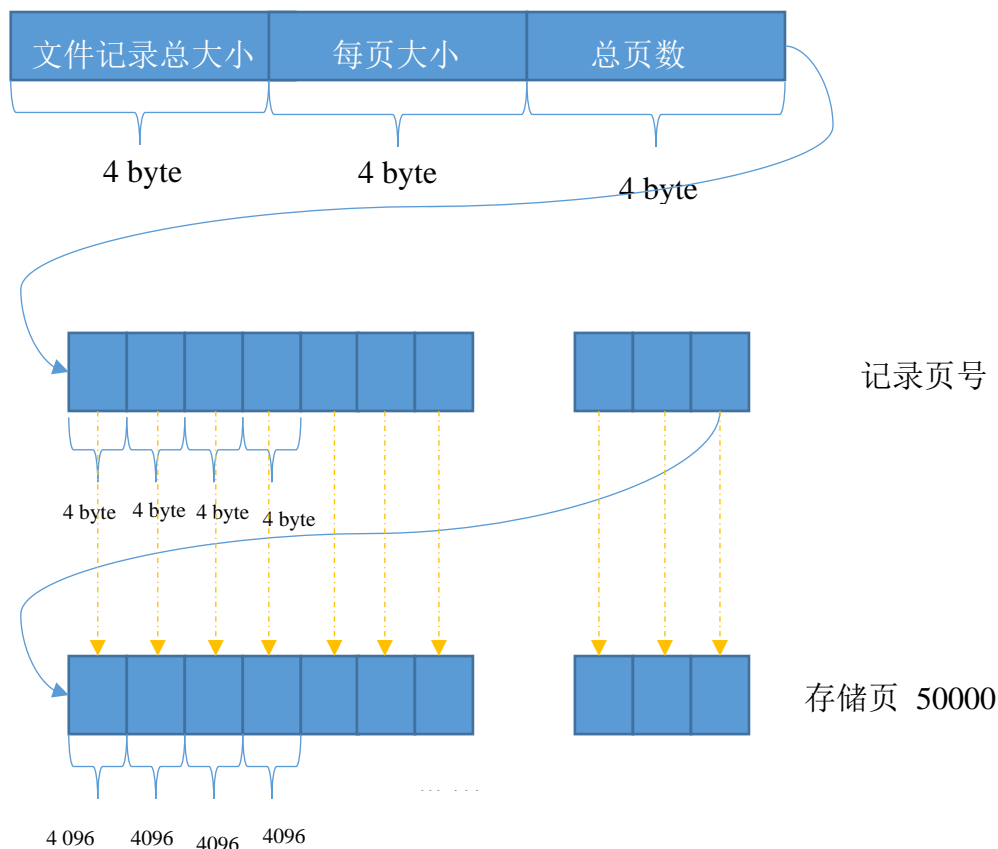 文件记录总大小 每页大小 总页数
4 byte 4 byte 4 byte
记录页号
4 byte 4 byte 4 byte 4 byte
存储页 50000
... ...
4 096 4096 4096 4096